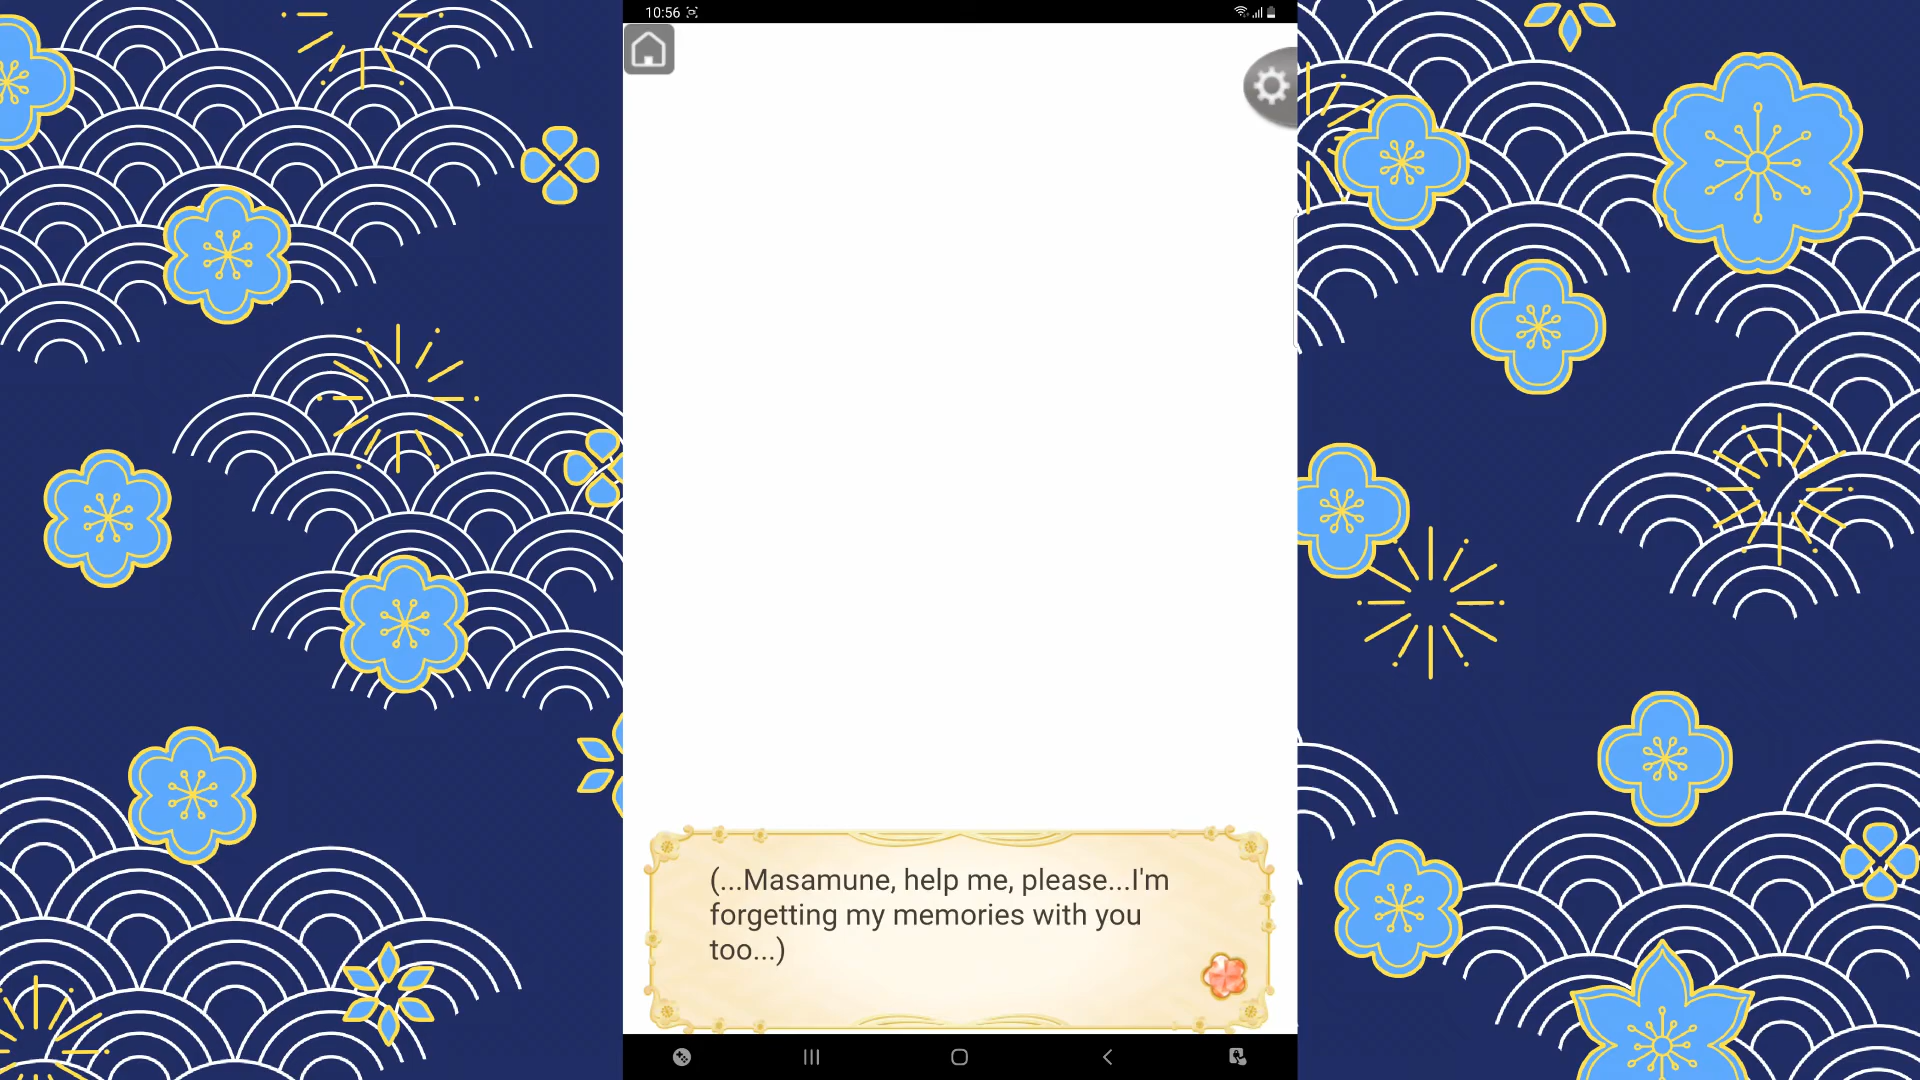 10:56
(...Masamune, help me, please...I'm
forgetting my memories with you
too...)